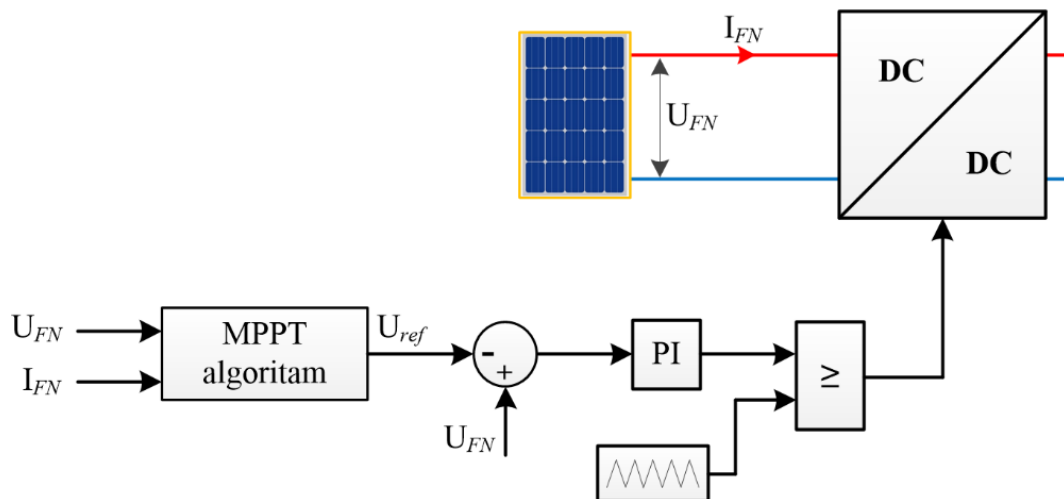 I_FN
DC
U_FN
DC
U_FN
I_FN
MPPT
algoritam
U_ref
-
+
U_FN
PI
≥